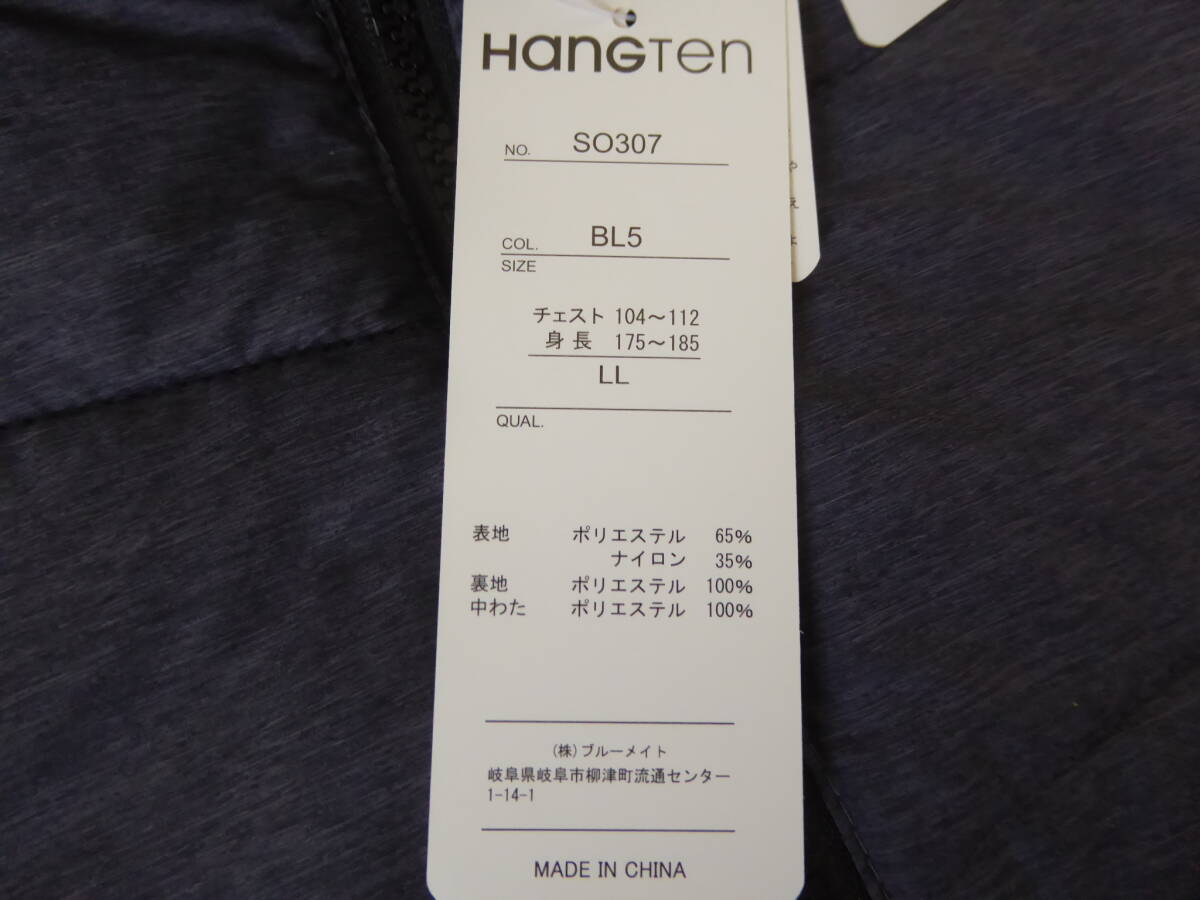 HanGTen
NO. SO307
COL. BL5
SIZE
チェスト 104～112
身長 175～185
LL
QUAL.
表地 ポリエステル 65%
ナイロン 35%
裏地 ポリエステル 100%
中わた ポリエステル 100%
(株)ブルーメイト
岐阜県岐阜市柳津町流通センター
1-14-1
MADE IN CHINA